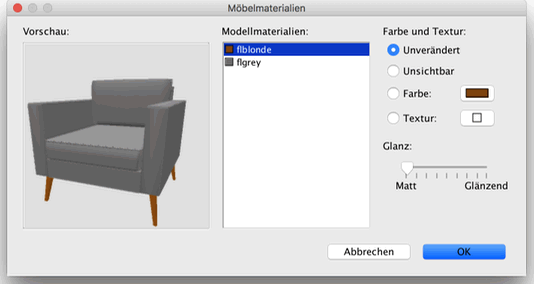 Möbelmaterialien
Vorschau:
Modellmaterialien:
flblonde
flgrey
Farbe und Textur:
Unverändert
Unsichtbar
Farbe:
Textur:
Glanz:
Matt Glänzend
Abbrechen OK